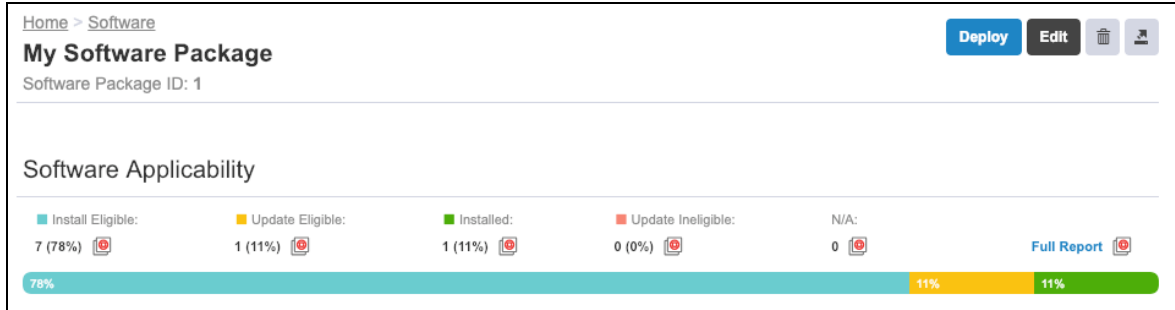 Home > Software
My Software Package
Software Package ID: 1
Deploy Edit
Software Applicability
Install Eligible: Update Eligible: Installed: Update Ineligible: N/A:
7 (78%) 1 (11%) 1 (11%) 0 (0%) 0 Full Report
78% 11% 11%